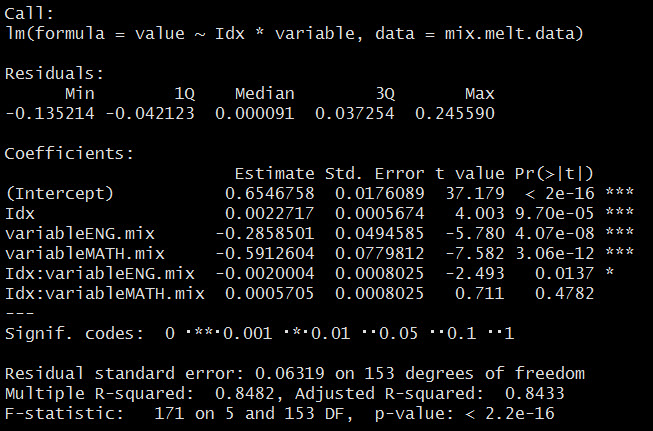 Call:
lm(formula = value ~ Idx * variable, data = mix.melt.data)
Residuals:
Min 1Q Median 3Q Max
-0.135214 -0.042123 0.000091 0.037254 0.245590
Coefficients:
Estimate Std. Error t value Pr(>|t|)
(Intercept) 0.6546758 0.0176089 37.179 < 2e-16 ***
Idx 0.0022717 0.0005674 4.003 9.70e-05 ***
variableENG.mix -0.2858501 0.0494585 -5.780 4.07e-08 ***
variableMATH.mix -0.5912604 0.0779812 -7.582 3.06e-12 ***
Idx:variableENG.mix -0.0020004 0.0008025 -2.493 0.0137 *
Idx:variableMATH.mix 0.0005705 0.0008025 0.711 0.4782
---
Signif. codes: 0 ‧**‧0.001 ‧*‧0.01 ‧‧0.05 ‧‧0.1 ‧‧1
Residual standard error: 0.06319 on 153 degrees of freedom
Multiple R-squared: 0.8482, Adjusted R-squared: 0.8433
F-statistic: 171 on 5 and 153 DF, p-value: < 2.2e-16